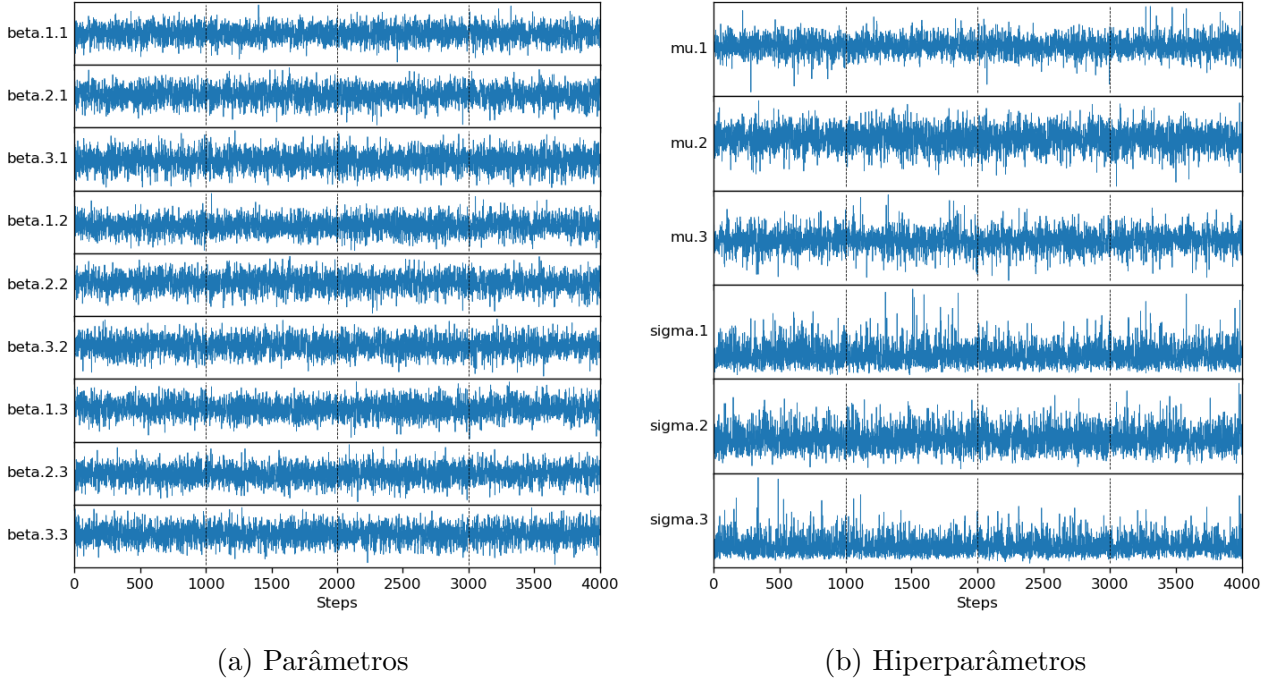 beta.1.1
beta.2.1
beta.3.1
beta.1.2
beta.2.2
beta.3.2
beta.1.3
beta.2.3
beta.3.3
0 500 1000 1500 2000 2500 3000 3500 4000
Steps
(a) Parâmetros
mu.1
mu.2
mu.3
sigma.1
sigma.2
sigma.3
0 500 1000 1500 2000 2500 3000 3500 4000
Steps
(b) Hiperparâmetros